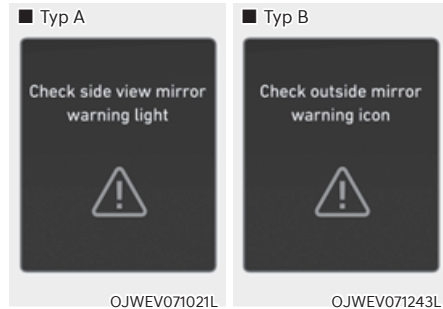 ■ Typ A
Check side view mirror
warning light
OJWEV071021L
■ Typ B
Check outside mirror
warning icon
OJWEV071243L